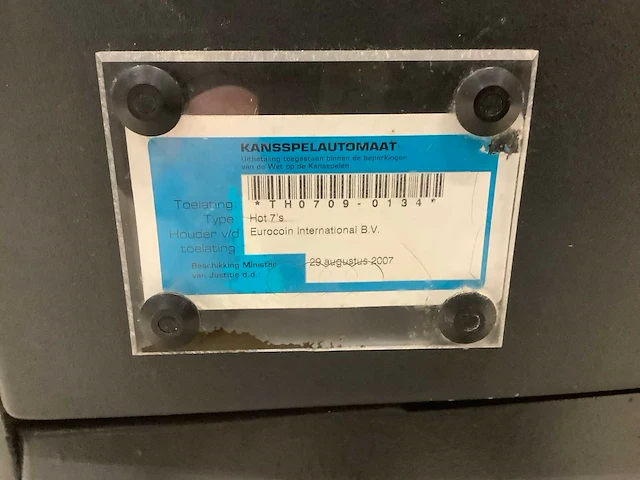 KANSSPELAUTOMAAT
Uitbetaling toegestaan binnen de beperkingen
van de Wet op de Kansspelen
*TH0709-0134*
Toelating:
Type: Hot 7's
Houder v/d Eurocoin International B.V.
toelating:
Beschikking Minister 29 augustus 2007
van Justitie d.d.